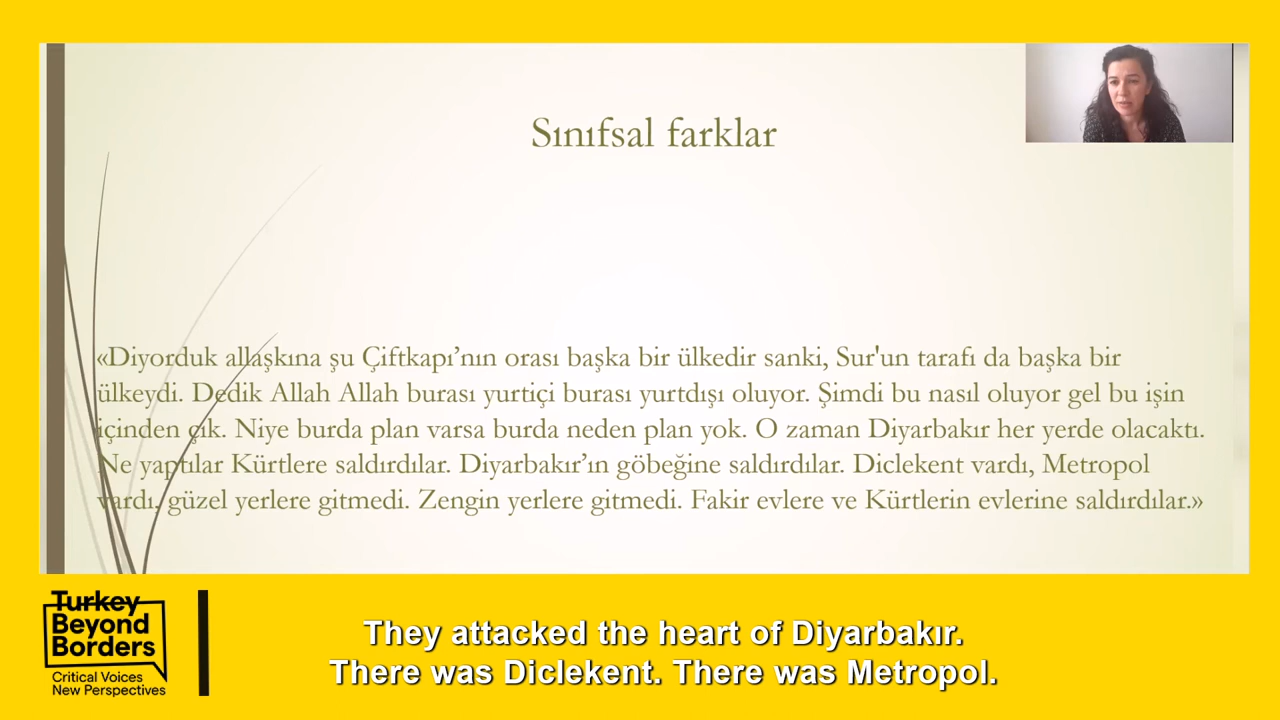 Sınıfsal farklar
«Diyorduk allaşkına şu Çiftkapı’nın orası başka bir ülkedir sanki, Sur'un tarafı da başka bir
ülkeydi. Dedik Allah Allah burası yurtiçi burası yurtdışı oluyor. Şimdi bu nasıl oluyor gel bu işin
içinden çik. Niye burda plan varsa burda neden plan yok. O zaman Diyarbakır her yerde olacaktı.
Ne yaptılar Kürtlere saldırdılar. Diyarbakır’ın göbeğine saldırdılar. Diclekent vardı, Metropol
vardı, güzel yerlere gitmedi. Zengin yerlere gitmedi. Fakir evlere ve Kürtlerin evlerine saldırdılar.»
Turkey
Beyond
Borders
Critical Voices
New Perspectives
They attacked the heart of Diyarbakır.
There was Diclekent. There was Metropol.